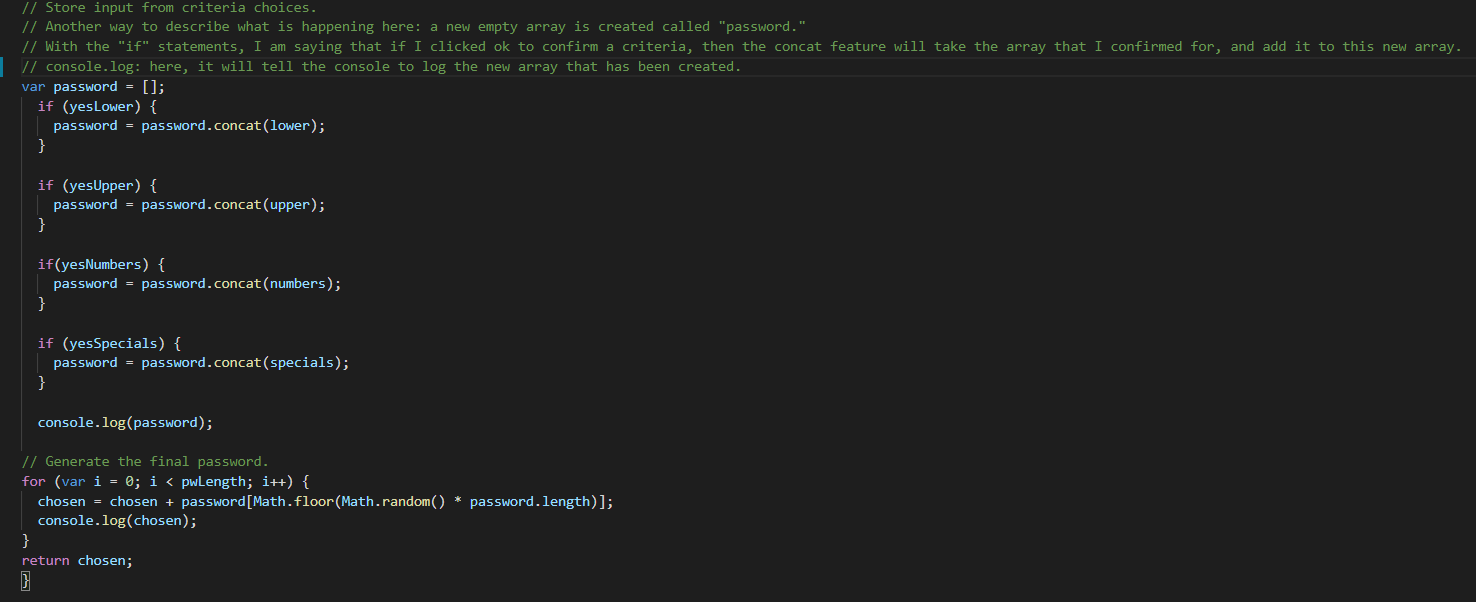 // Store input from criteria choices.
// Another way to describe what is happening here: a new empty array is created called "password."
// With the "if" statements, I am saying that if I clicked ok to confirm a criteria, then the concat feature will take the array that I confirmed for, and add it to this new array.
// console.log: here, it will tell the console to log the new array that has been created.
var password = [];
  if (yesLower) {
    password = password.concat(lower);
  }

  if (yesUpper) {
    password = password.concat(upper);
  }

  if(yesNumbers) {
    password = password.concat(numbers);
  }

  if (yesSpecials) {
    password = password.concat(specials);
  }

  console.log(password);

// Generate the final password.
for (var i = 0; i < pwLength; i++) {
  chosen = chosen + password[Math.floor(Math.random() * password.length)];
  console.log(chosen);
}
return chosen;
}